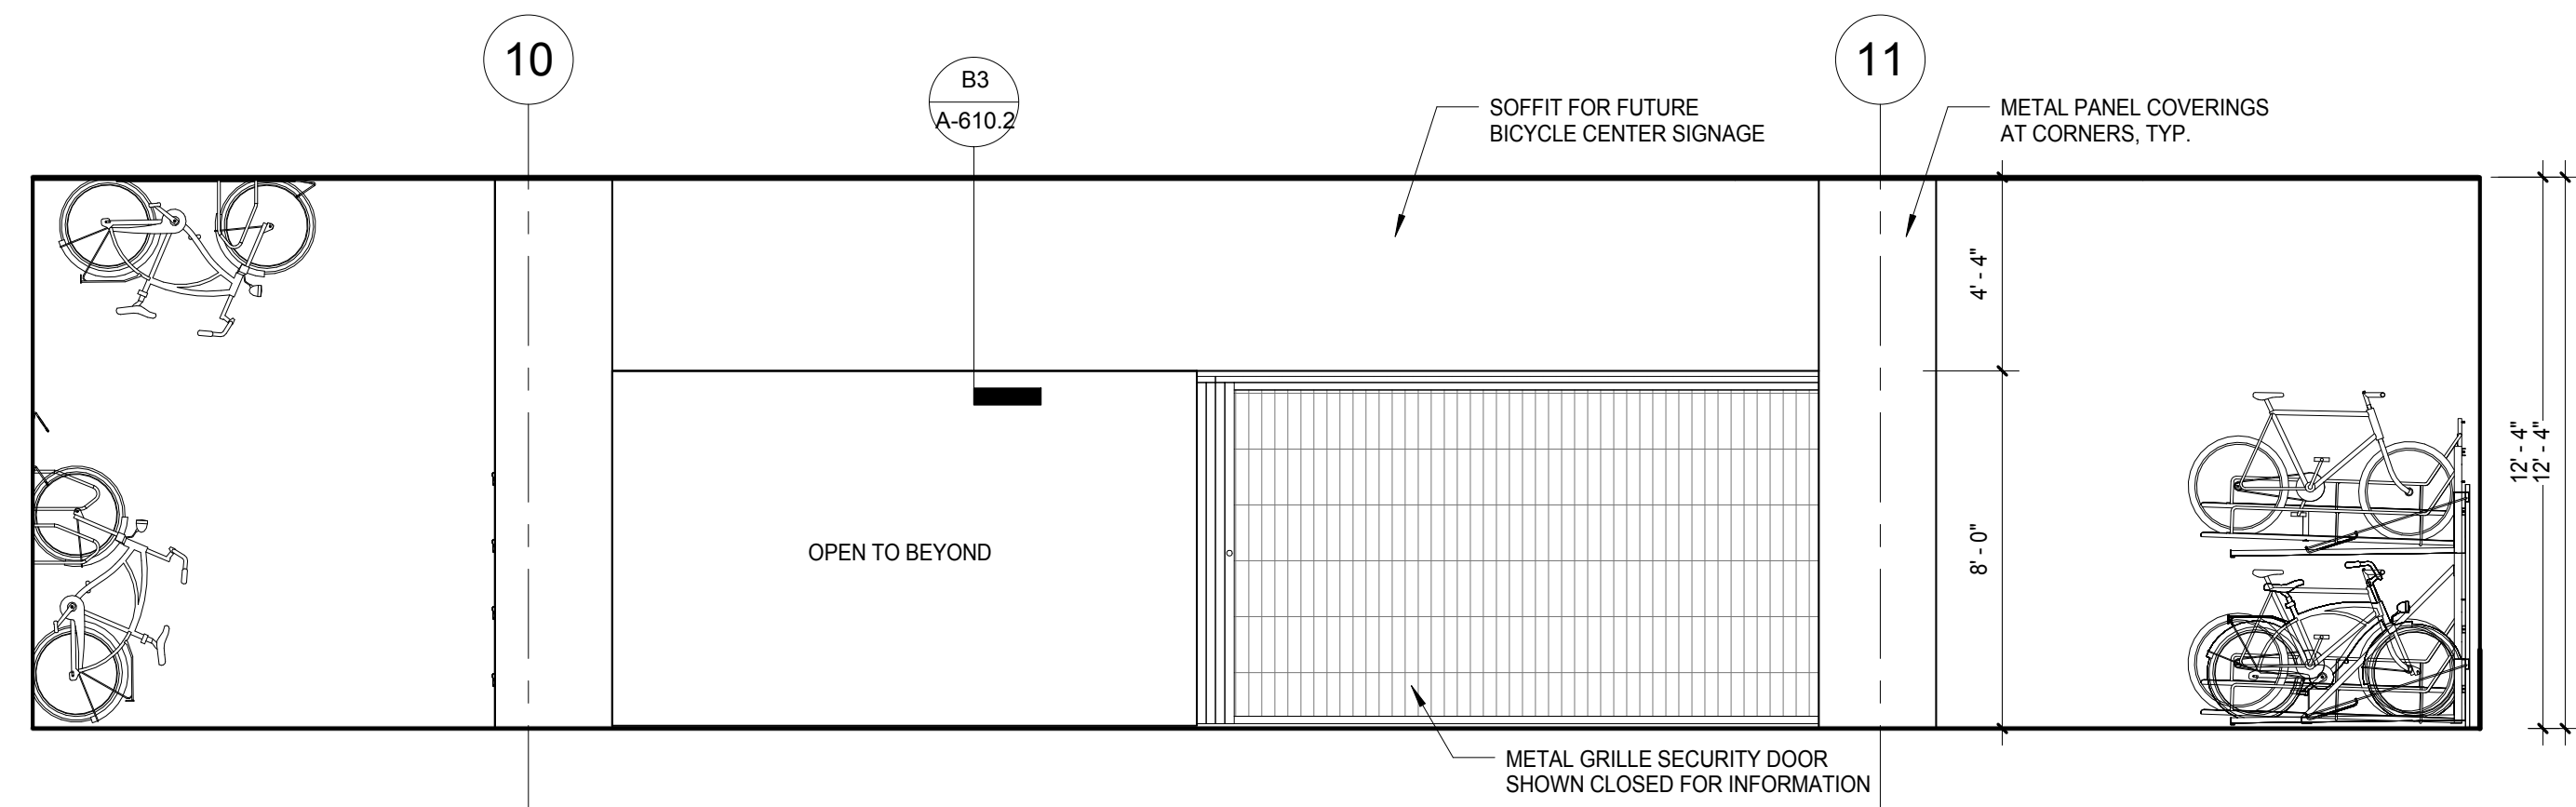 10
B3
A-610.2
11
SOFFIT FOR FUTURE
BICYCLE CENTER SIGNAGE
METAL PANEL COVERINGS
AT CORNERS, TYP.
4' - 4"
8' - 0"
12' - 4"
12' - 4"
OPEN TO BEYOND
METAL GRILLE SECURITY DOOR
SHOWN CLOSED FOR INFORMATION